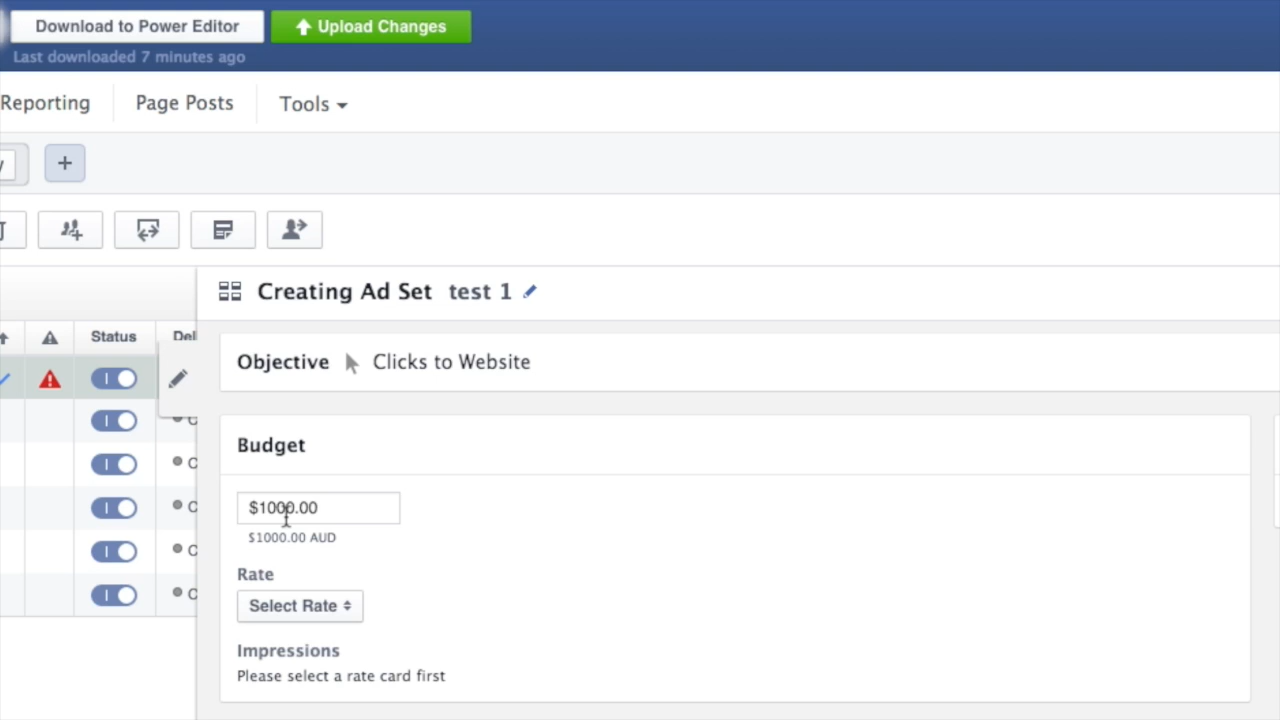 Download to Power Editor
Upload Changes
Last downloaded 7 minutes ago
Reporting
Page Posts
Tools
Creating Ad Set test 1
Status
Objective Clicks to Website
Budget
$1000.00
$1000.00 AUD
Rate
Select Rate
Impressions
Please select a rate card first